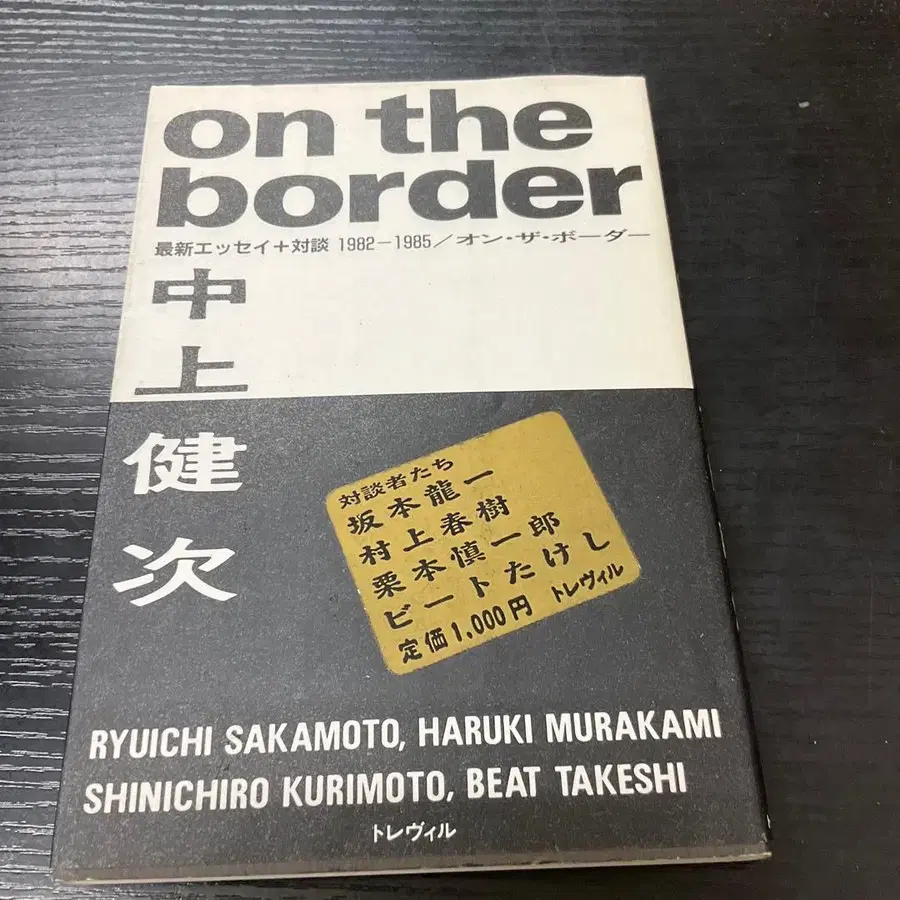 on the
border
最新エッセイ+対談 1982-1985/オン・ザ・ボーダー
中上健次
対談者たち
坂本龍一
村上春樹
栗本慎一郎
ビートたけし
定価1,000円 トレヴィル
RYUICHI SAKAMOTO, HARUKI MURAKAMI
SHINICHIRO KURIMOTO, BEAT TAKESHI
トレヴィル